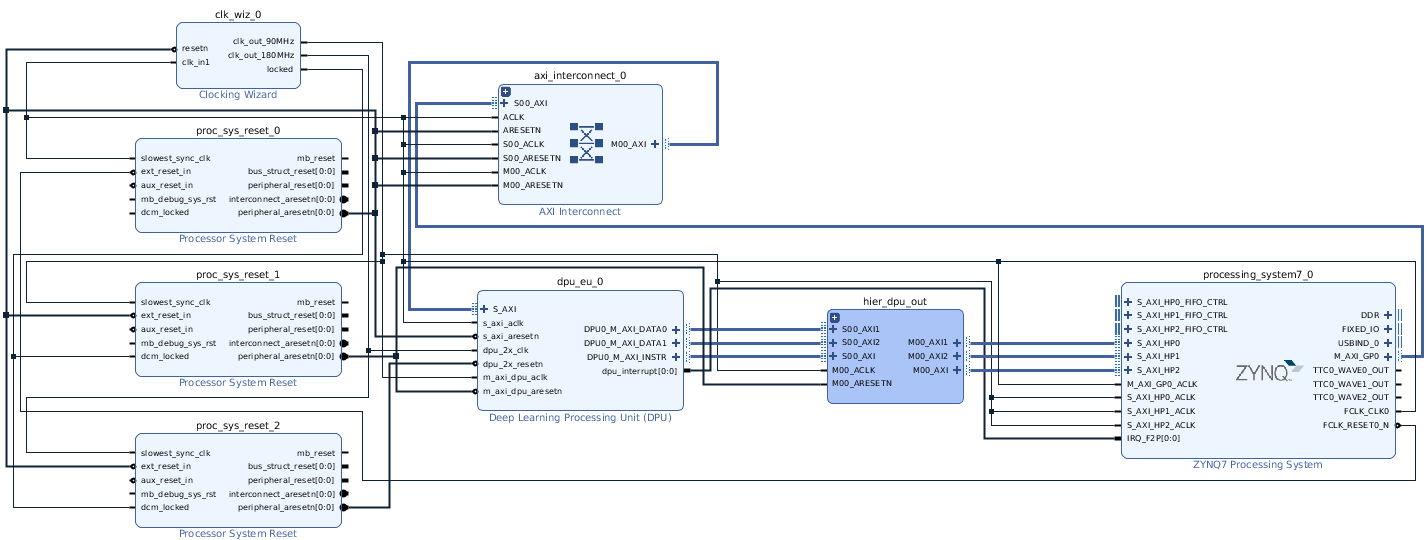 clk_wiz_0
resetn
clk_in1
clk_out_90MHz
clk_out_180MHz
locked
Clocking Wizard
proc_sys_reset_0
slowest_sync_clk
ext_reset_in
aux_reset_in
mb_debug_sys_rst
dcm_locked
mb_reset
bus_struct_reset[0:0]
peripheral_reset[0:0]
interconnect_aresetn[0:0]
peripheral_aresetn[0:0]
Processor System Reset
proc_sys_reset_1
slowest_sync_clk
ext_reset_in
aux_reset_in
mb_debug_sys_rst
dcm_locked
mb_reset
bus_struct_reset[0:0]
peripheral_reset[0:0]
interconnect_aresetn[0:0]
peripheral_aresetn[0:0]
Processor System Reset
proc_sys_reset_2
slowest_sync_clk
ext_reset_in
aux_reset_in
mb_debug_sys_rst
dcm_locked
mb_reset
bus_struct_reset[0:0]
peripheral_reset[0:0]
interconnect_aresetn[0:0]
peripheral_aresetn[0:0]
Processor System Reset
axi_interconnect_0
S00_AXI
ACLK
ARESETN
S00_ACLK
S00_ARESETN
M00_ACLK
M00_ARESETN
M00_AXI
AXI Interconnect
dpu_eu_0
S_AXI
s_axi_aclk
s_axi_aresetn
dpu_2x_clk
dpu_2x_resetn
m_axi_dpu_aclk
m_axi_dpu_aresetn
DPU0_M_AXI_DATA0
DPU0_M_AXI_DATA1
DPU0_M_AXI_INSTR
dpu_interrupt[0:0]
Deep Learning Processing Unit (DPU)
hier_dpu_out
S00_AXI1
S00_AXI2
S00_AXI
M00_ACLK
M00_ARESETN
M00_AXI1
M00_AXI2
M00_AXI
processing_system7_0
S_AXI_HP0_FIFO_CTRL
S_AXI_HP1_FIFO_CTRL
S_AXI_HP2_FIFO_CTRL
S_AXI_HP0
S_AXI_HP1
S_AXI_HP2
M_AXI_GP0_ACLK
S_AXI_HP0_ACLK
S_AXI_HP1_ACLK
S_AXI_HP2_ACLK
IRQ_F2P[0:0]
ZYNQ
DDR
FIXED_IO
USBIND_0
M_AXI_GP0
TTC0_WAVE0_OUT
TTC0_WAVE1_OUT
TTC0_WAVE2_OUT
FCLK_CLK0
FCLK_RESET0_N
ZYNQ7 Processing System